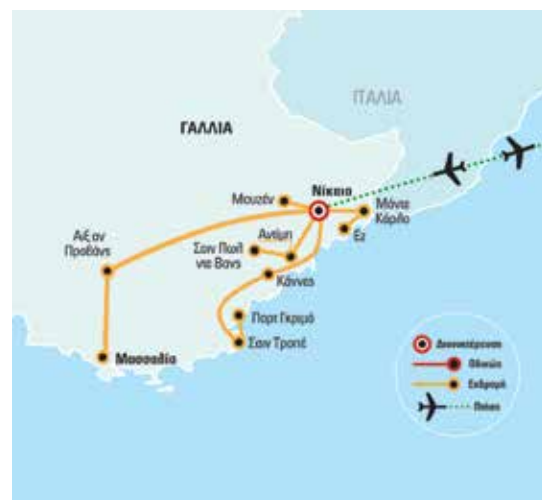 ΙΤΑΛΙΑ
ΓΑΛΛΙΑ
Μουζέν
Νίκαια
Μόντε
Κάρλο
Εζ
Αντίμπ
Σαιν Πωλ
ντε Βανς
Αιξ αν
Προβάνς
Κάννες
Πορτ Γκριμό
Σαιν Τροπέ
Μασσαλία
Διανυκτέρευση
Οδικώς
Εκδρομή
Πτήση